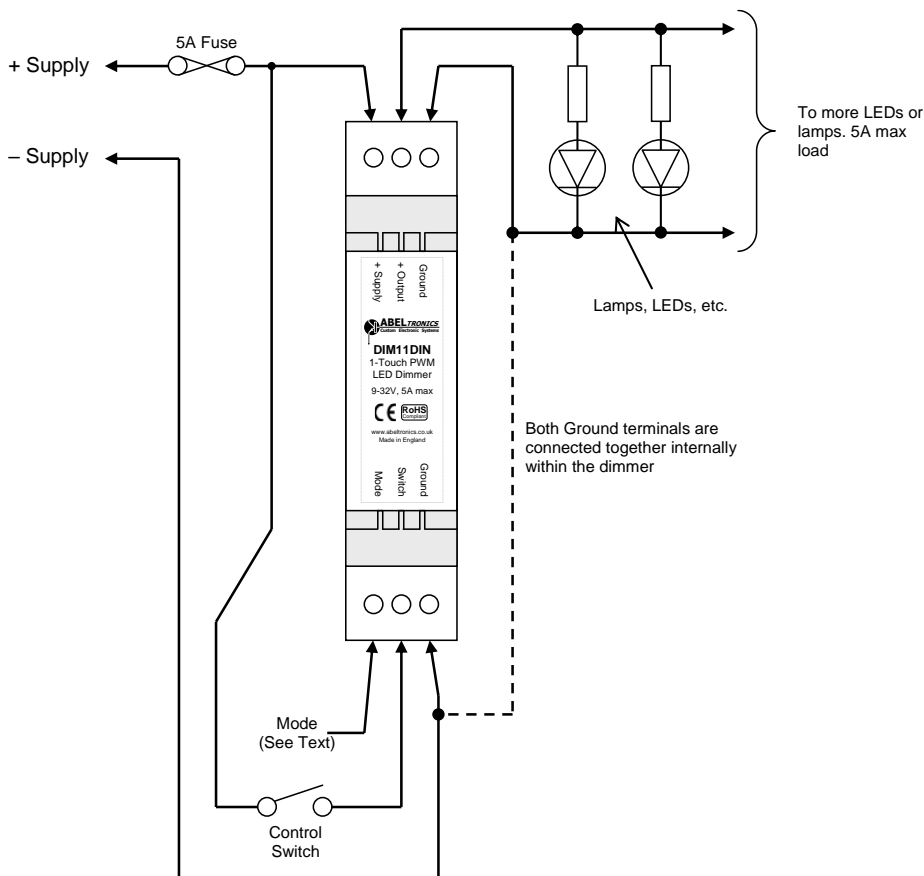 5A Fuse
+ Supply
– Supply
To more LEDs or
lamps. 5A max
load
Lamps, LEDs, etc.
+ Supply
+ Output
Ground
ABELTRONICS
Custom Electronic Systems
DIM11DIN
1-Touch PWM
LED Dimmer
9-32V, 5A max
CE
RoHS
Compliant
www.abeltronics.co.uk
Made in England
Mode
Switch
Ground
Both Ground terminals are
connected together internally
within the dimmer
Mode
(See Text)
Control
Switch